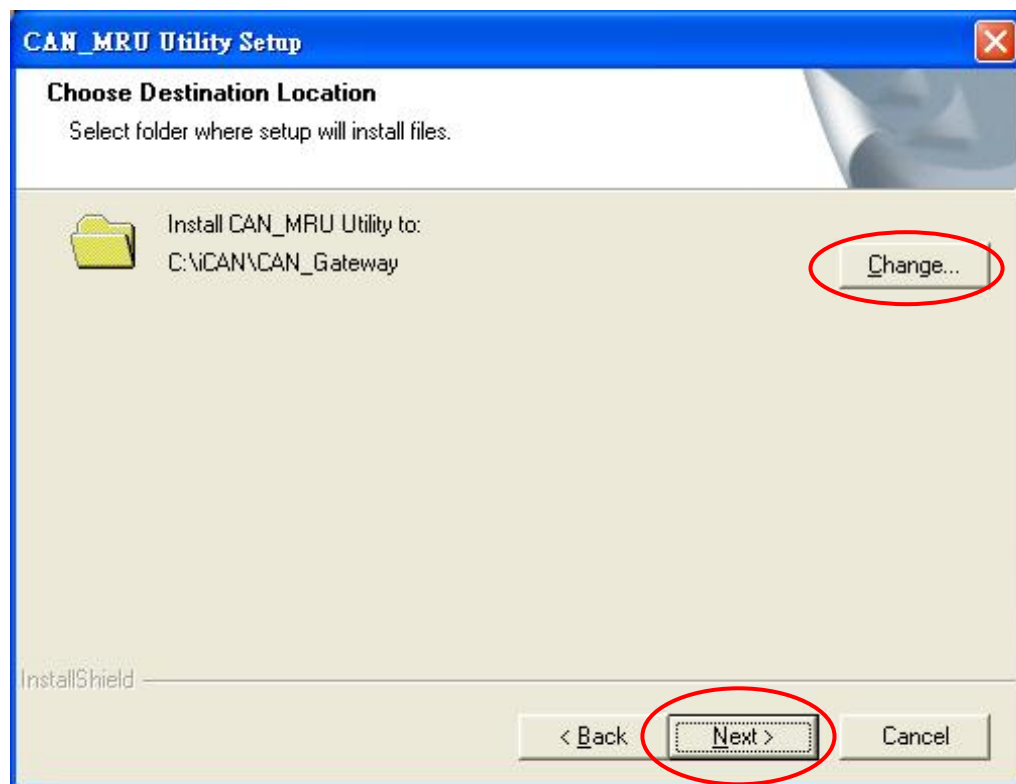 CAN_MRU Utility Setup
Choose Destination Location
Select folder where setup will install files.
Install CAN_MRU Utility to:
C:\iCAN\CAN_Gateway
Change...
InstallShield
< Back
Next >
Cancel